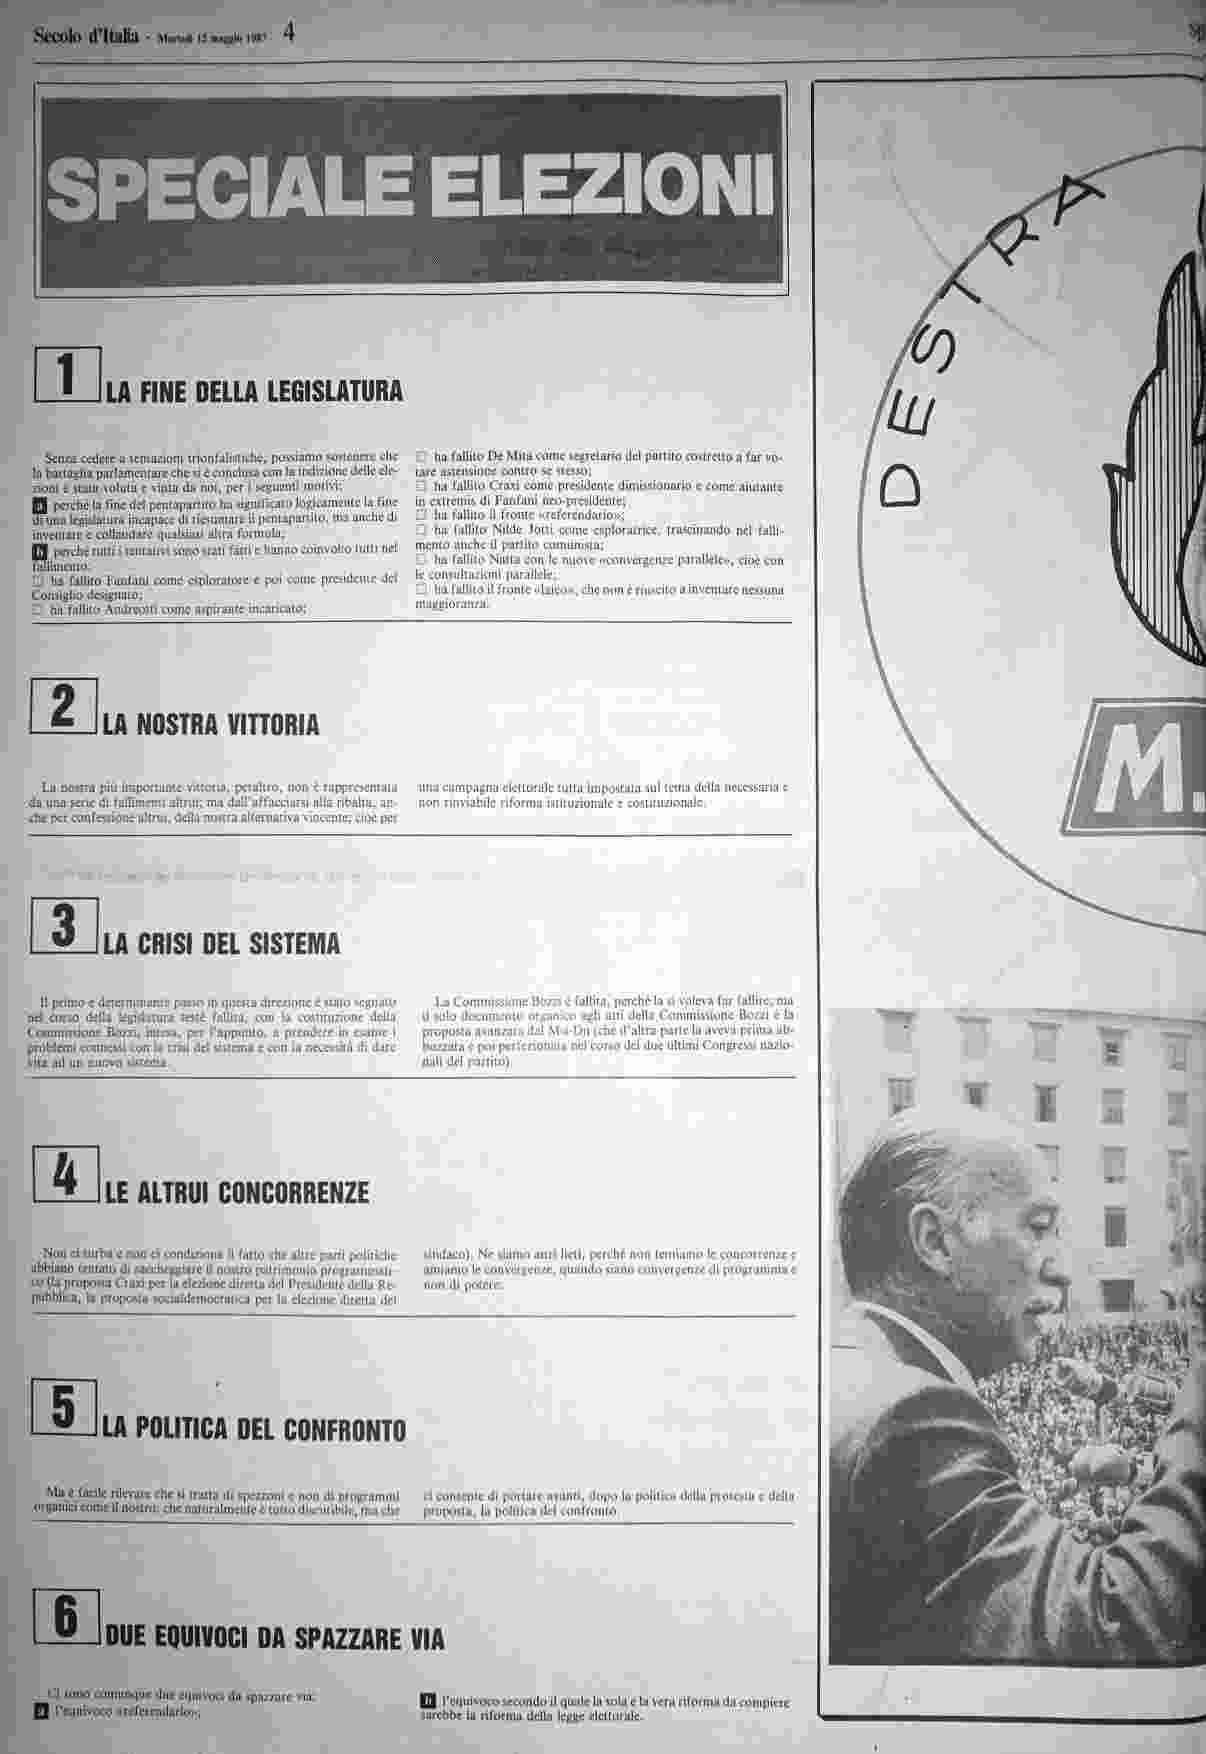 Secolo d'Italia - Martedì 12 maggio 1987 4
SPECIALE ELEZIONI
1 LA FINE DELLA LEGISLATURA
Senza cedere a tentazioni trionfalistiche, possiamo sostenere che
la battaglia parlamentare che si è conclusa con la indizione delle ele-
zioni è stata voluta e vinta da noi, per i seguenti motivi:
a perché la fine del pentapartito ha significato logicamente la fine
di una legislatura incapace di riesumare il pentapartito, ma anche di
inventare e collaudare qualsiasi altra formula;
b perché tutti i tentativi sono stati fatti e hanno coinvolto tutti nel
fallimento.
□ ha fallito Fanfani come esploratore e poi come presidente del
Consiglio designato;
□ ha fallito Andreotti come aspirante incaricato;
□ ha fallito De Mita come segretario del partito costretto a far vo-
tare astensione contro se stesso;
□ ha fallito Craxi come presidente dimissionario e come aiutante
in extremis di Fanfani neo-presidente;
□ ha fallito il fronte «referendario»;
□ ha fallito Nilde Jotti come esploratrice, trascinando nel falli-
mento anche il partito comunista;
□ ha fallito Natta con le nuove «convergenze parallele», cioè con
le consultazioni parallele;
□ ha fallito il fronte «laico», che non è riuscito a inventare nessuna
maggioranza.
2 LA NOSTRA VITTORIA
La nostra più importante vittoria, peraltro, non è rappresentata
da una serie di fallimenti altrui; ma dall'affacciarsi alla ribalta, an-
che per confessione altrui, della nostra alternativa vincente; cioè per
una campagna elettorale tutta impostata sul tema della necessaria e
non rinviabile riforma istituzionale e costituzionale.
3 LA CRISI DEL SISTEMA
Il primo e determinante passo in questa direzione è stato segnato
nel corso della legislatura testé fallita, con la costituzione della
Commissione Bozzi, intesa, per l'appunto, a prendere in esame i
problemi connessi con la crisi del sistema e con la necessità di dare
vita ad un nuovo sistema.
La Commissione Bozzi è fallita, perché la si voleva far fallire; ma
il solo documento organico agli atti della Commissione Bozzi è la
proposta avanzata dal Msi-Dn (che d'altra parte la aveva prima ab-
bozzata e poi perfezionata nel corso dei due ultimi Congressi nazio-
nali del partito).
4 LE ALTRUI CONCORRENZE
Non ci turba e non ci condiziona il fatto che altre parti politiche
abbiano tentato di saccheggiare il nostro patrimonio programmati-
co (la proposta Craxi per la elezione diretta del Presidente della Re-
pubblica, la proposta socialdemocratica per la elezione diretta del
sindaco). Ne siamo anzi lieti, perché non temiamo le concorrenze e
amiamo le convergenze, quando siano convergenze di programma e
non di potere.
5 LA POLITICA DEL CONFRONTO
Ma è facile rilevare che si tratta di spezzoni e non di programmi
organici come il nostro: che naturalmente è tutto discutibile, ma che
ci consente di portare avanti, dopo la politica della protesta e della
proposta, la politica del confronto.
6 DUE EQUIVOCI DA SPAZZARE VIA
Ci sono comunque due equivoci da spazzare via:
a l'equivoco «referendario»;
b l'equivoco secondo il quale la sola e la vera riforma da compiere
sarebbe la riforma della legge elettorale.
DESTRA
M.